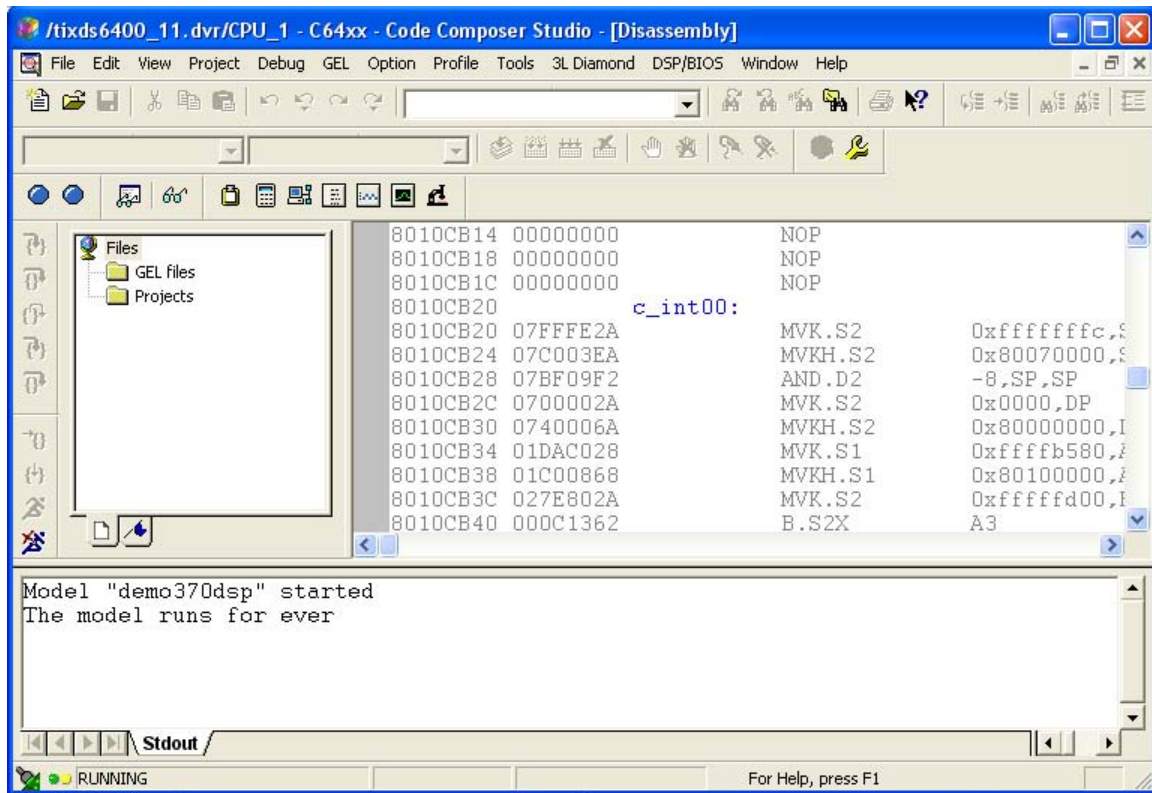 /tixds6400_11.dvr/CPU_1 - C64xx - Code Composer Studio - [Disassembly]
File Edit View Project Debug GEL Option Profile Tools 3L Diamond DSP/BIOS Window Help
Files
GEL files
Projects
8010CB14 00000000 NOP
8010CB18 00000000 NOP
8010CB1C 00000000 NOP
8010CB20 c_int00:
8010CB20 07FFFE2A MVK.S2 0xfffffffc,S
8010CB24 07C003EA MVKH.S2 0x80070000,S
8010CB28 07BF09F2 AND.D2 -8,SP,SP
8010CB2C 0700002A MVK.S2 0x0000,DP
8010CB30 0740006A MVKH.S2 0x80000000,D
8010CB34 01DAC028 MVK.S1 0xffffb580,A
8010CB38 01C00868 MVKH.S1 0x80100000,A
8010CB3C 027E802A MVK.S2 0xfffffd00,B
8010CB40 000C1362 B.S2X A3
Model "demo370dsp" started
The model runs for ever
Stdout
RUNNING
For Help, press F1